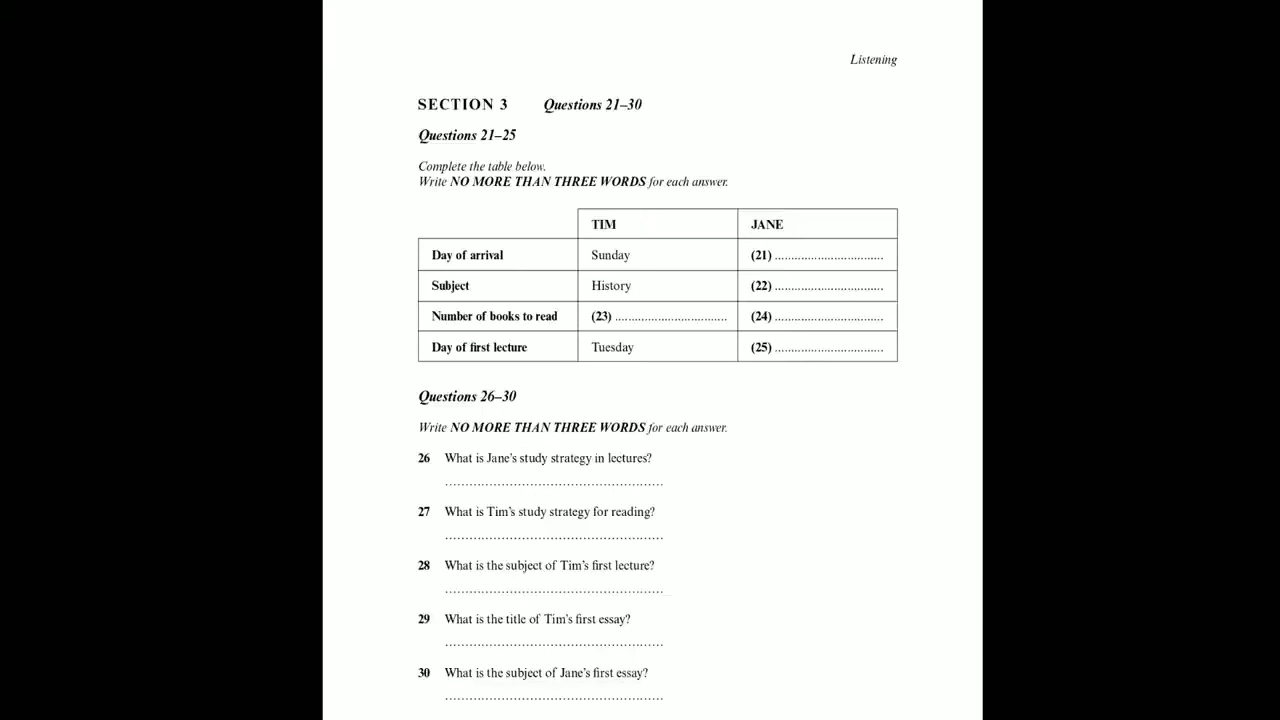 Listening
SECTION 3 Questions 21–30
Questions 21–25
Complete the table below.
Write NO MORE THAN THREE WORDS for each answer.
TIM JANE
Day of arrival Sunday (21) .................................
Subject History (22) .................................
Number of books to read (23) .................................. (24) .................................
Day of first lecture Tuesday (25) .................................
Questions 26–30
Write NO MORE THAN THREE WORDS for each answer.
26 What is Jane's study strategy in lectures?
......................................................
27 What is Tim's study strategy for reading?
......................................................
28 What is the subject of Tim's first lecture?
......................................................
29 What is the title of Tim's first essay?
......................................................
30 What is the subject of Jane's first essay?
......................................................